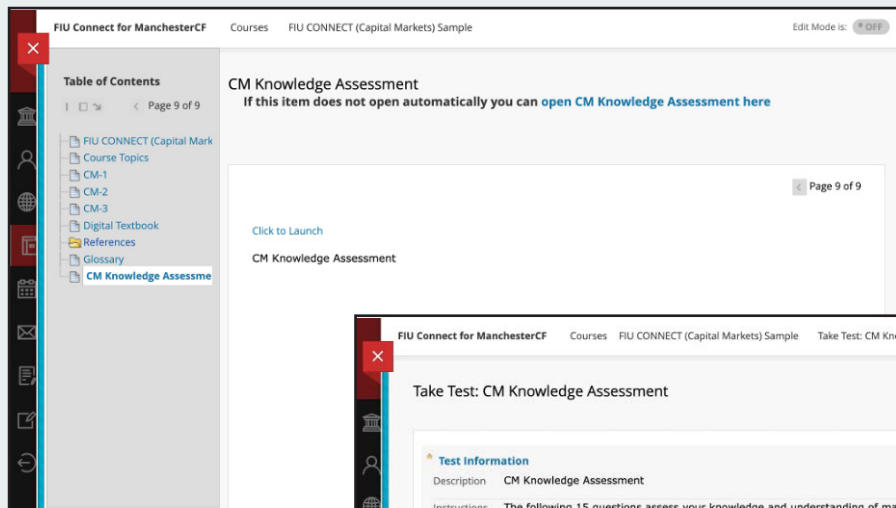 FIU Connect for ManchesterCF Courses FIU CONNECT (Capital Markets) Sample Edit Mode is: OFF
Table of Contents
Page 9 of 9
FIU CONNECT (Capital Mark
Course Topics
CM-1
CM-2
CM-3
Digital Textbook
References
Glossary
CM Knowledge Assessme
CM Knowledge Assessment
If this item does not open automatically you can open CM Knowledge Assessment here
Page 9 of 9
Click to Launch
CM Knowledge Assessment
FIU Connect for ManchesterCF Courses FIU CONNECT (Capital Markets) Sample Take Test: CM Kno
Take Test: CM Knowledge Assessment
Test Information
Description CM Knowledge Assessment
Instructions The following 15 questions assess your knowledge and understanding of ma